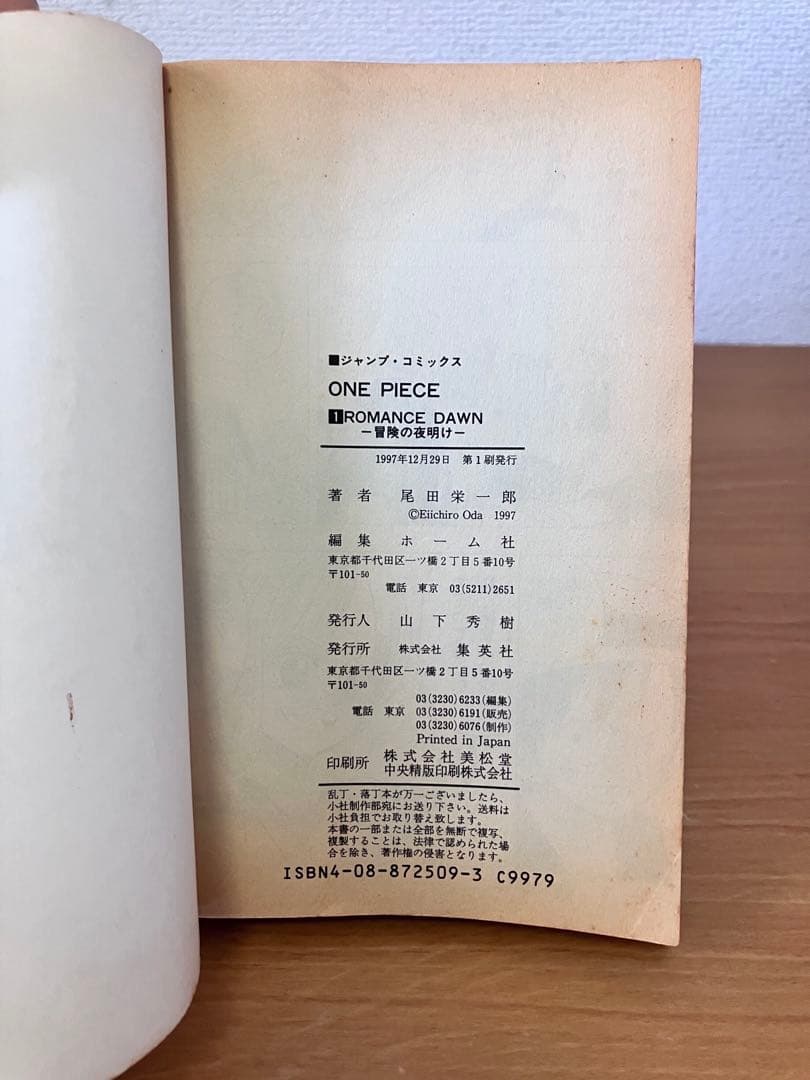 ■ジャンプ・コミックス
ONE PIECE
1 ROMANCE DAWN
－冒険の夜明け－
1997年12月29日　第1刷発行
著者　尾田栄一郎
©Eiichiro Oda 1997
編集　ホーム社
東京都千代田区一ツ橋2丁目5番10号
〒101-50
電話　東京　03(5211)2651
発行人　山下秀樹
発行所　株式会社　集英社
東京都千代田区一ツ橋2丁目5番10号
〒101-50
03(3230)6233(編集)
電話　東京　03(3230)6191(販売)
03(3230)6076(制作)
Printed in Japan
印刷所　株式会社美松堂
中央精版印刷株式会社
乱丁・落丁本が万一ございましたら、
小社制作部宛にお送り下さい。送料は
小社負担でお取り替え致します。
本書の一部または全部を無断で複写、
複製することは、法律で認められた場
合を除き、著作権の侵害となります。
ISBN4-08-872509-3 C9979